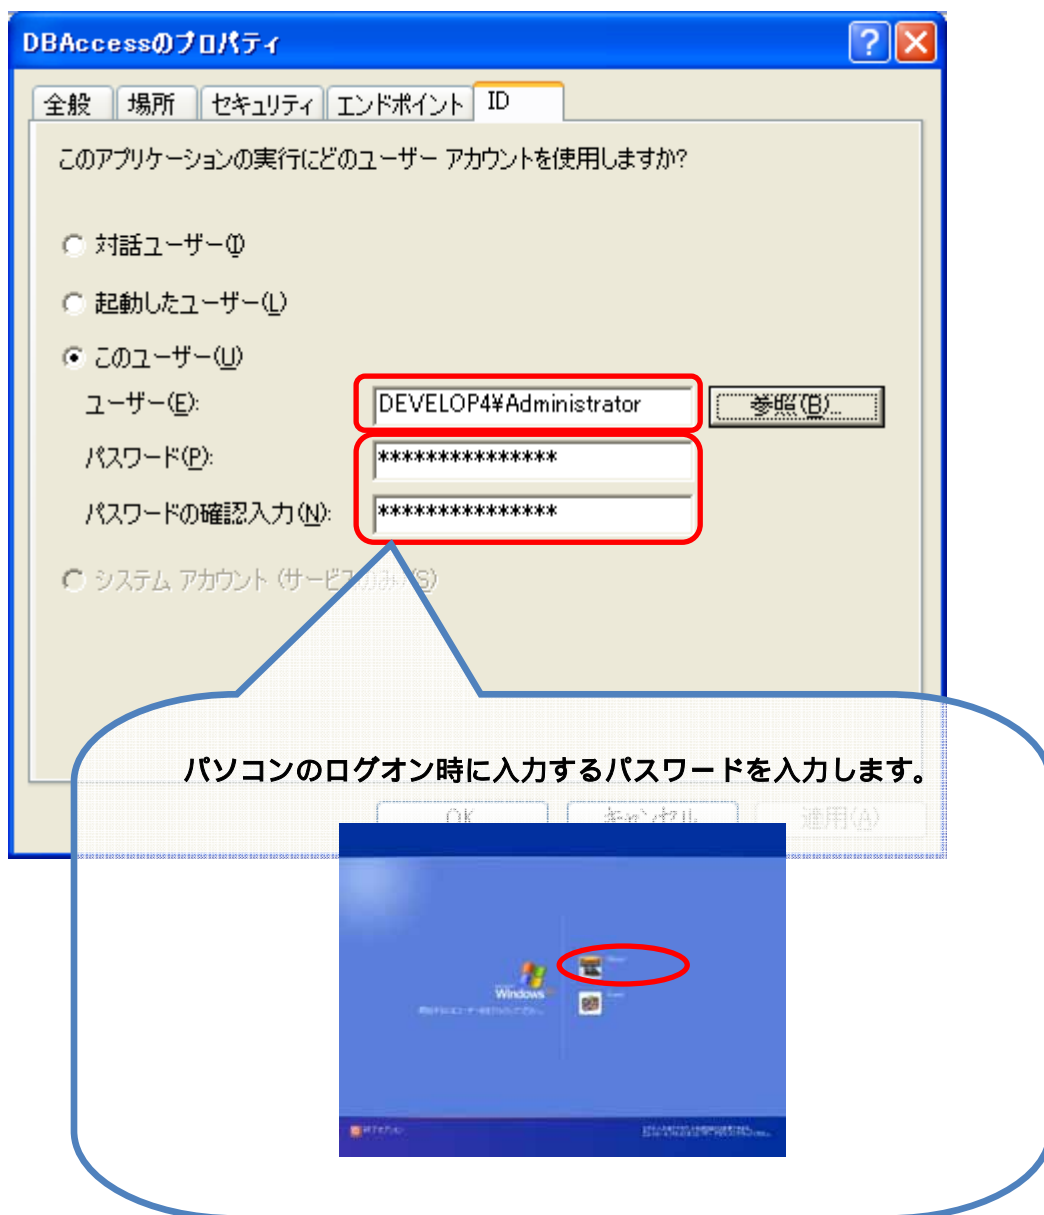 DBAccessのプロパティ
全般 場所 セキュリティ エンドポイント ID
このアプリケーションの実行にどのユーザー アカウントを使用しますか?
対話ユーザー(I)
起動したユーザー(L)
このユーザー(U)
ユーザー(E): DEVELOP4¥Administrator 参照(B)...
パスワード(P): ***************
パスワードの確認入力(N): ***************
システム アカウント (サービスのみ)(S)
パソコンのログオン時に入力するパスワードを入力します。
OK キャンセル 適用(A)
Windows